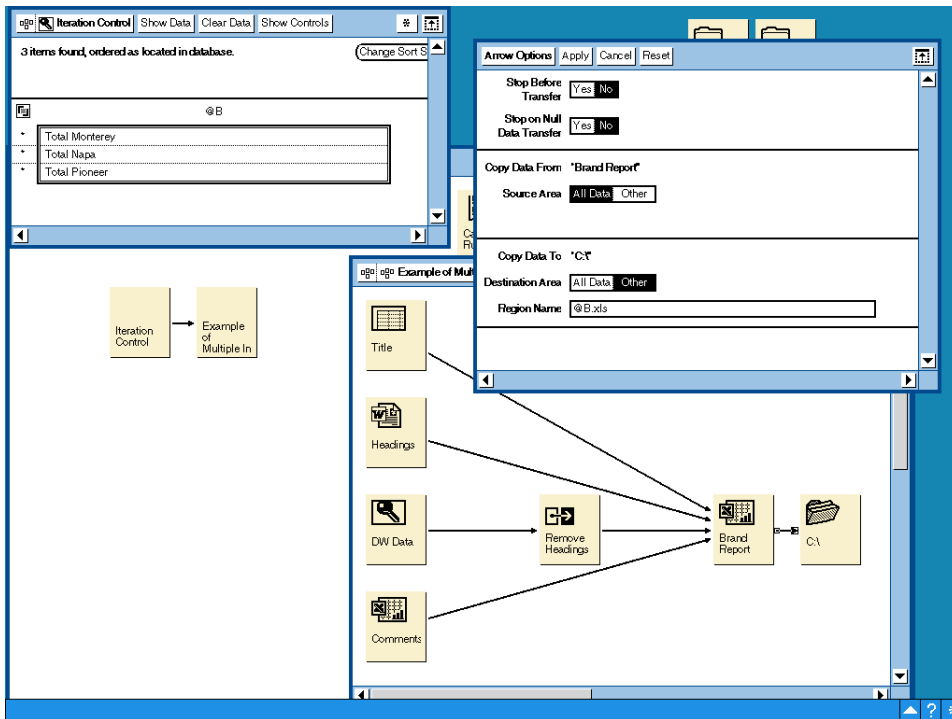 Iteration Control Show Data Clear Data Show Controls
3 items found, ordered as located in database.
Change Sort S
@B
* Total Monterey
* Total Napa
* Total Pioneer
Arrow Options Apply Cancel Reset
Stop Before
Transfer
Yes No
Stop on Null
Data Transfer
Yes No
Copy Data From "Brand Report"
Source Area All Data Other
Copy Data To "C:\"
Destination Area All Data Other
Region Name @B.xls
Iteration
Control
Example
of
Multiple In
Example of Mul
Title
Headings
DW Data
Remove
Headings
Brand
Report
C:\
Comments
?